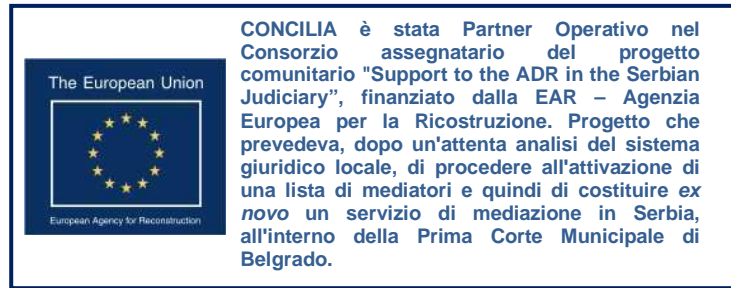 The European Union
European Agency for Reconstruction
CONCILIA è stata Partner Operativo nel
Consorzio assegnatario del progetto
comunitario "Support to the ADR in the Serbian
Judiciary”, finanziato dalla EAR – Agenzia
Europea per la Ricostruzione. Progetto che
prevedeva, dopo un'attenta analisi del sistema
giuridico locale, di procedere all'attivazione di
una lista di mediatori e quindi di costituire ex
novo un servizio di mediazione in Serbia,
all'interno della Prima Corte Municipale di
Belgrado.